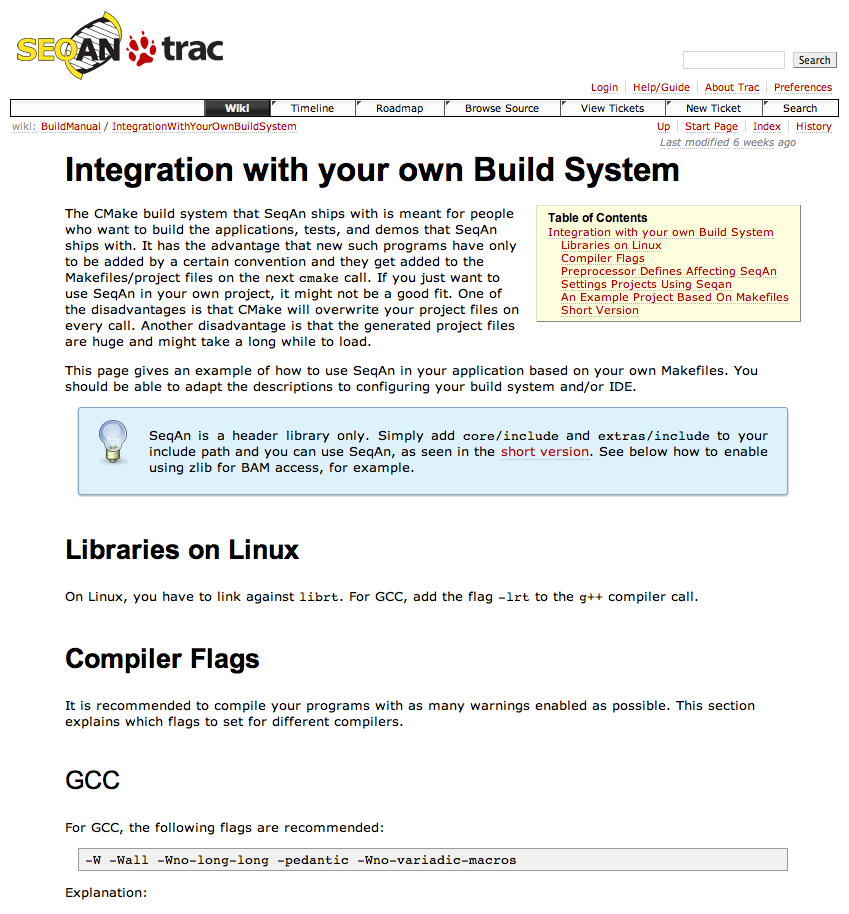 SEQAN trac
Search
Login Help/Guide About Trac Preferences
Wiki Timeline Roadmap Browse Source View Tickets New Ticket Search
wiki: BuildManual / IntegrationWithYourOwnBuildSystem
Up Start Page Index History
Last modified 6 weeks ago
Integration with your own Build System
The CMake build system that SeqAn ships with is meant for people
who want to build the applications, tests, and demos that SeqAn
ships with. It has the advantage that new such programs have only
to be added by a certain convention and they get added to the
Makefiles/project files on the next cmake call. If you just want to
use SeqAn in your own project, it might not be a good fit. One of
the disadvantages is that CMake will overwrite your project files on
every call. Another disadvantage is that the generated project files
are huge and might take a long while to load.
Table of Contents
Integration with your own Build System
Libraries on Linux
Compiler Flags
Preprocessor Defines Affecting SeqAn
Settings Projects Using Seqan
An Example Project Based On Makefiles
Short Version
This page gives an example of how to use SeqAn in your application based on your own Makefiles. You
should be able to adapt the descriptions to configuring your build system and/or IDE.
SeqAn is a header library only. Simply add core/include and extras/include to your
include path and you can use SeqAn, as seen in the short version. See below how to enable
using zlib for BAM access, for example.
Libraries on Linux
On Linux, you have to link against librt. For GCC, add the flag -lrt to the g++ compiler call.
Compiler Flags
It is recommended to compile your programs with as many warnings enabled as possible. This section
explains which flags to set for different compilers.
GCC
For GCC, the following flags are recommended:
-W -Wall -Wno-long-long -pedantic -Wno-variadic-macros
Explanation: